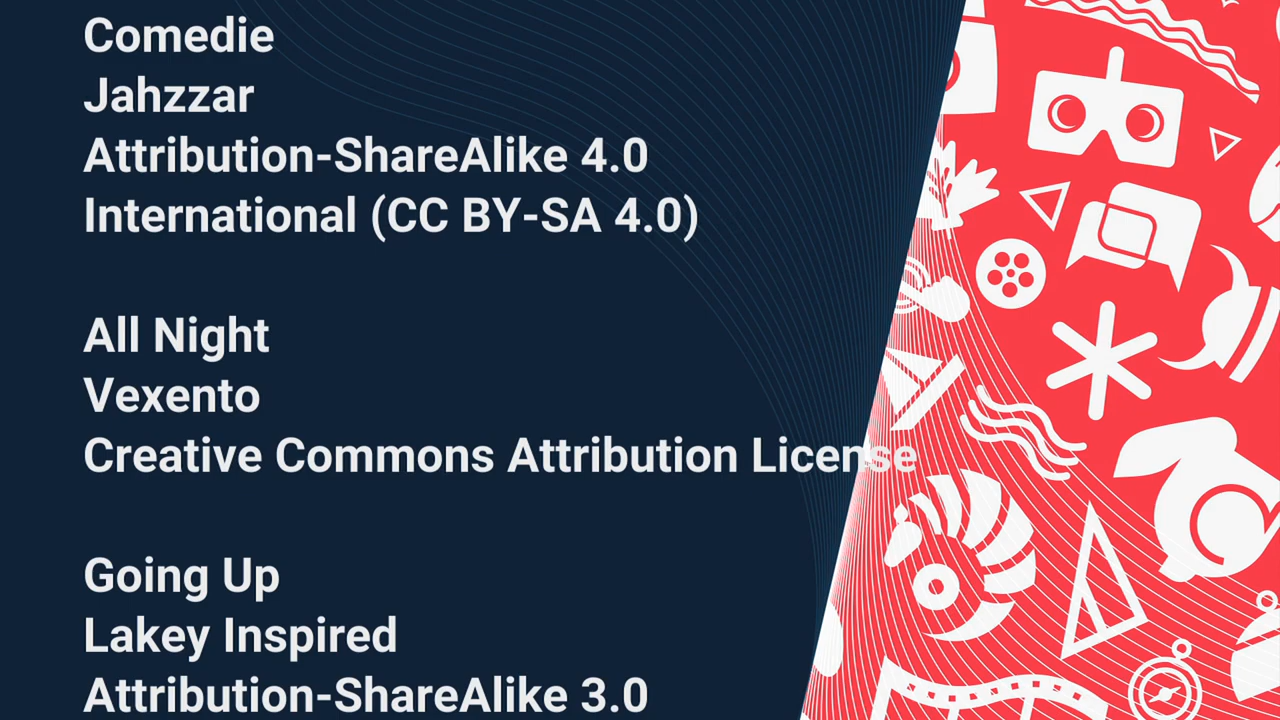 Comedie
Jahzzar
Attribution-ShareAlike 4.0
International (CC BY-SA 4.0)
All Night
Vexento
Creative Commons Attribution License
Going Up
Lakey Inspired
Attribution-ShareAlike 3.0